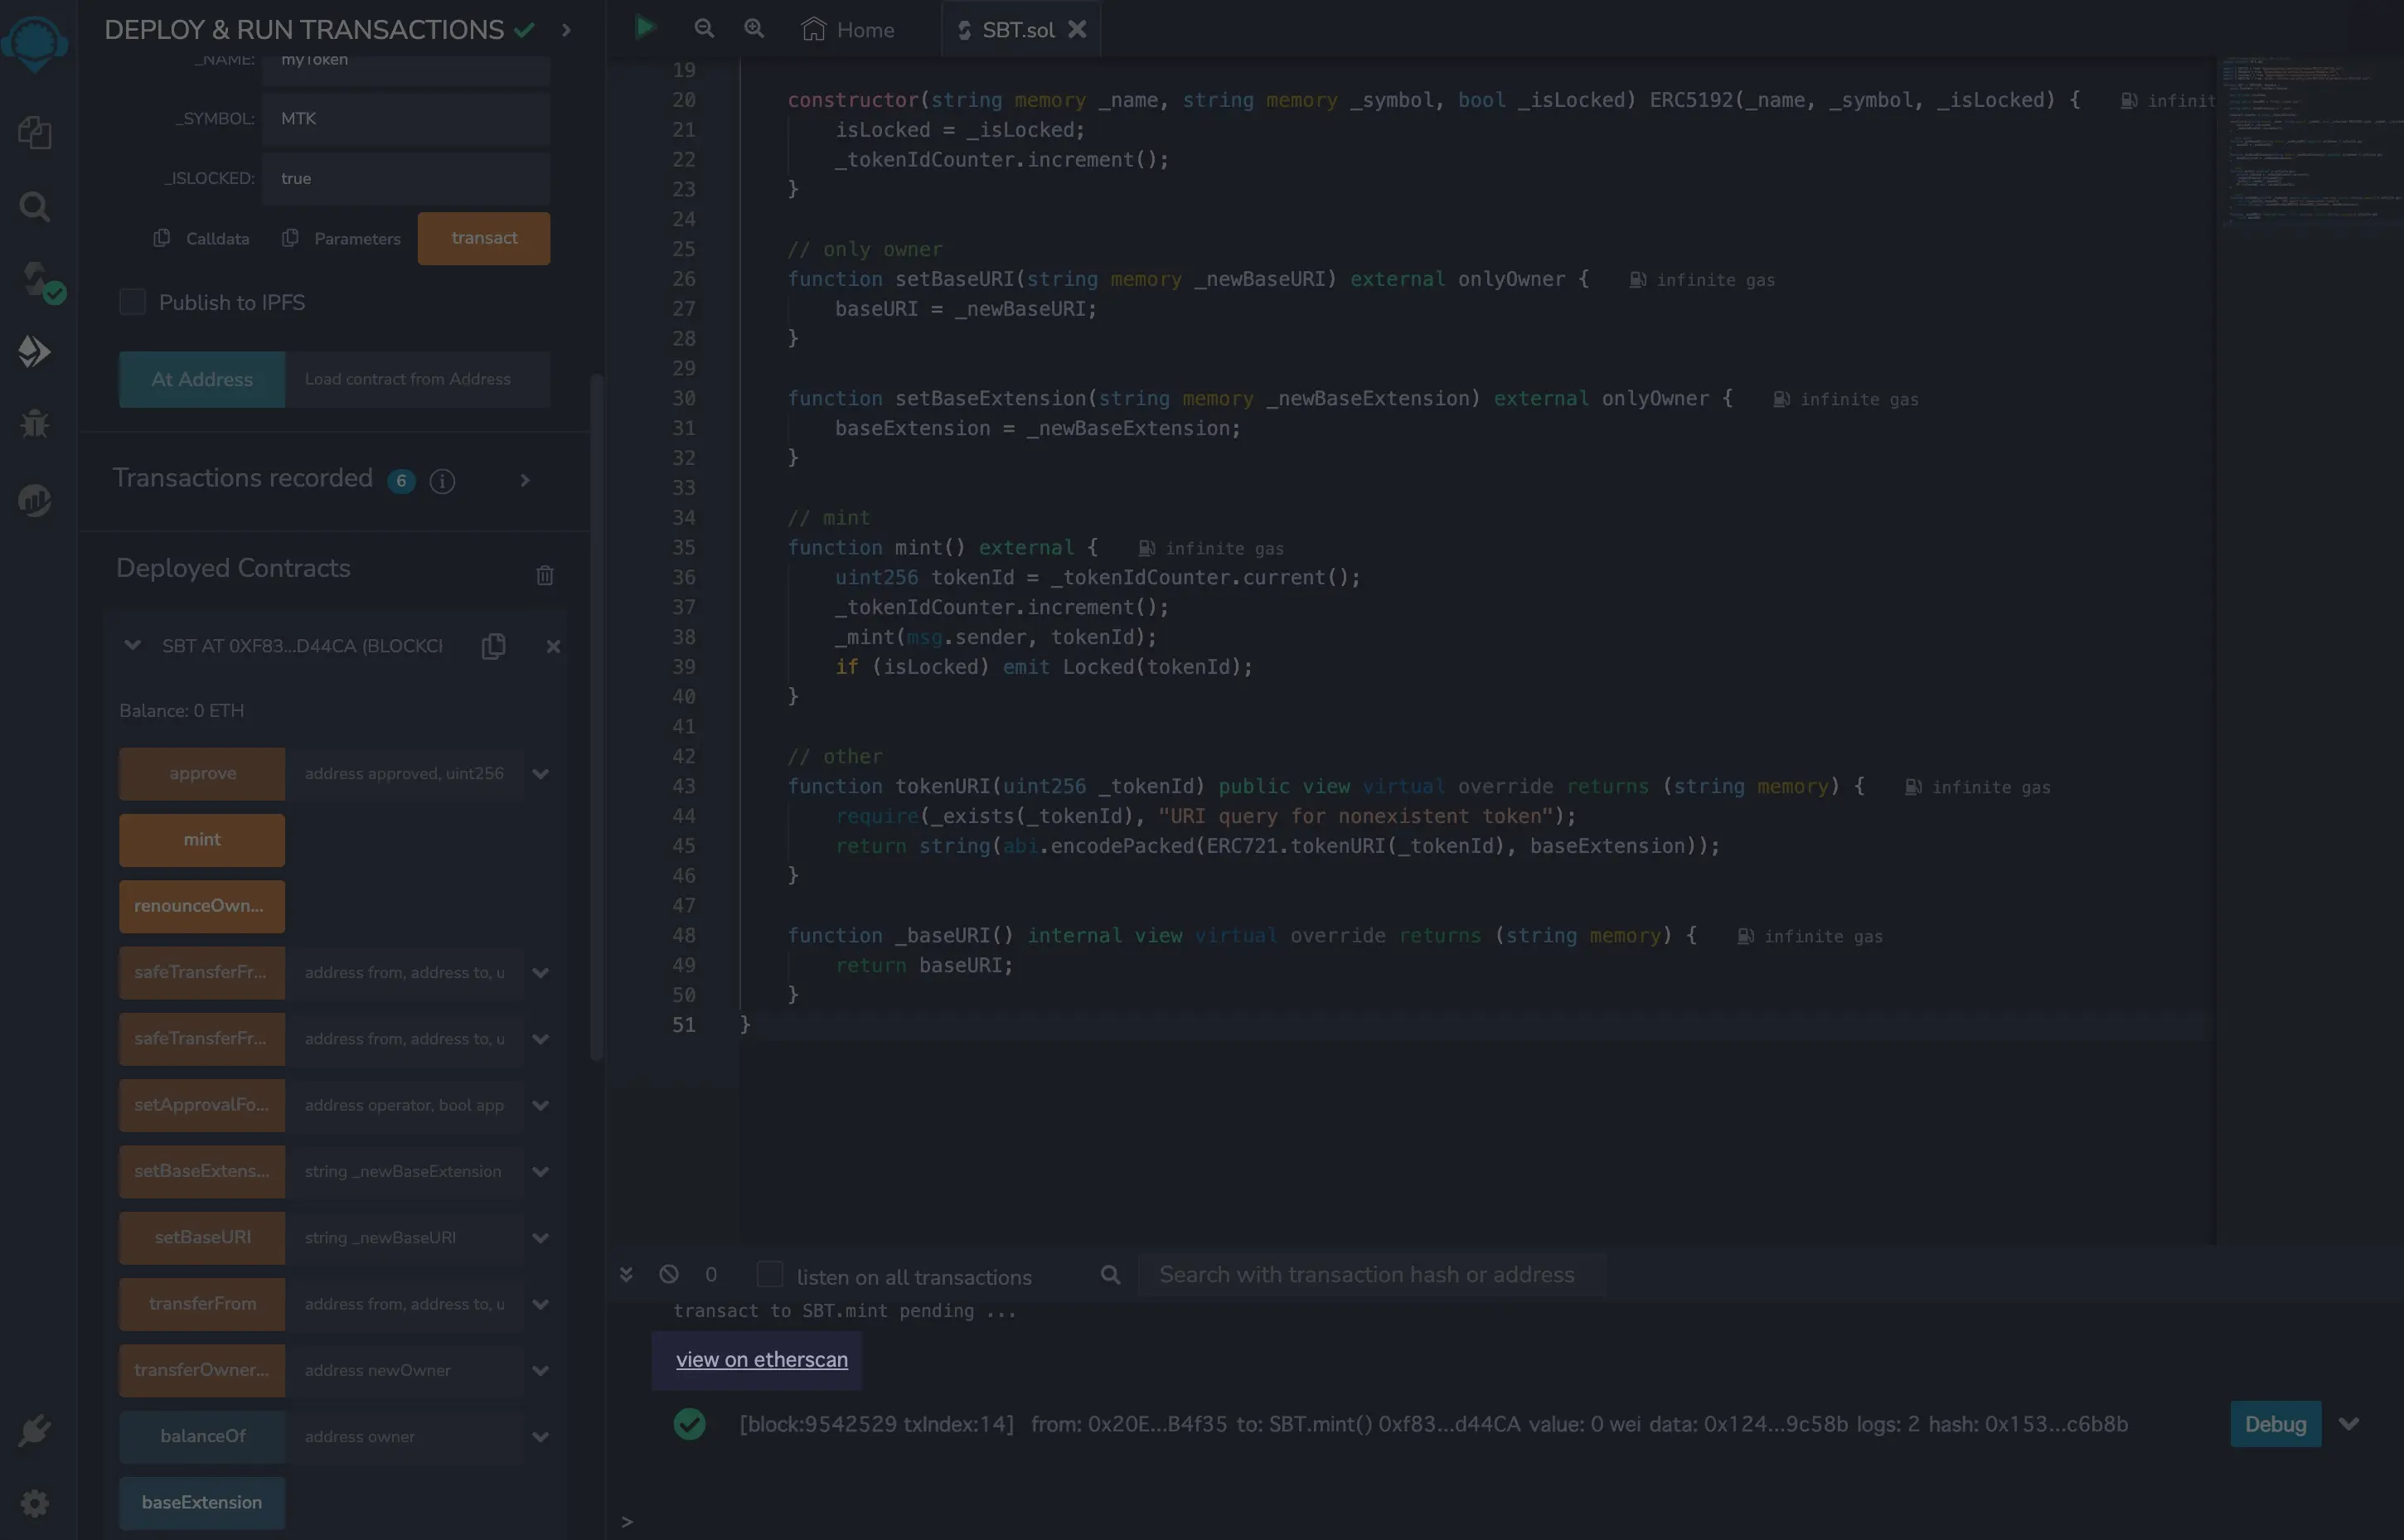 DEPLOY & RUN TRANSACTIONS
_NAME: myToken
_SYMBOL: MTK
_ISLOCKED: true
Calldata Parameters transact
Publish to IPFS
At Address Load contract from Address
Transactions recorded 6 i
Deployed Contracts
SBT AT 0XF83...D44CA (BLOCKCH
Balance: 0 ETH
approve address approved, uint256
mint
renounceOwn...
safeTransferFr... address from, address to, u
safeTransferFr... address from, address to, u
setApprovalFo... address operator, bool app
setBaseExtens... string _newBaseExtension
setBaseURI string _newBaseURI
transferFrom address from, address to, u
transferOwner... address newOwner
balanceOf address owner
baseExtension
Home SBT.sol
19
20 constructor(string memory _name, string memory _symbol, bool _isLocked) ERC5192(_name, _symbol, _isLocked) { infinit
21 isLocked = _isLocked;
22 _tokenIdCounter.increment();
23 }
24
25 // only owner
26 function setBaseURI(string memory _newBaseURI) external onlyOwner { infinite gas
27 baseURI = _newBaseURI;
28 }
29
30 function setBaseExtension(string memory _newBaseExtension) external onlyOwner { infinite gas
31 baseExtension = _newBaseExtension;
32 }
33
34 // mint
35 function mint() external { infinite gas
36 uint256 tokenId = _tokenIdCounter.current();
37 _tokenIdCounter.increment();
38 _mint(msg.sender, tokenId);
39 if (isLocked) emit Locked(tokenId);
40 }
41
42 // other
43 function tokenURI(uint256 _tokenId) public view virtual override returns (string memory) { infinite gas
44 require(_exists(_tokenId), "URI query for nonexistent token");
45 return string(abi.encodePacked(ERC721.tokenURI(_tokenId), baseExtension));
46 }
47
48 function _baseURI() internal view virtual override returns (string memory) { infinite gas
49 return baseURI;
50 }
51 }
0 listen on all transactions Search with transaction hash or address
transact to SBT.mint pending ...
view on etherscan
[block:9542529 txIndex:14] from: 0x20E...B4f35 to: SBT.mint() 0xf83...d44CA value: 0 wei data: 0x124...9c58b logs: 2 hash: 0x153...c6b8b Debug
>